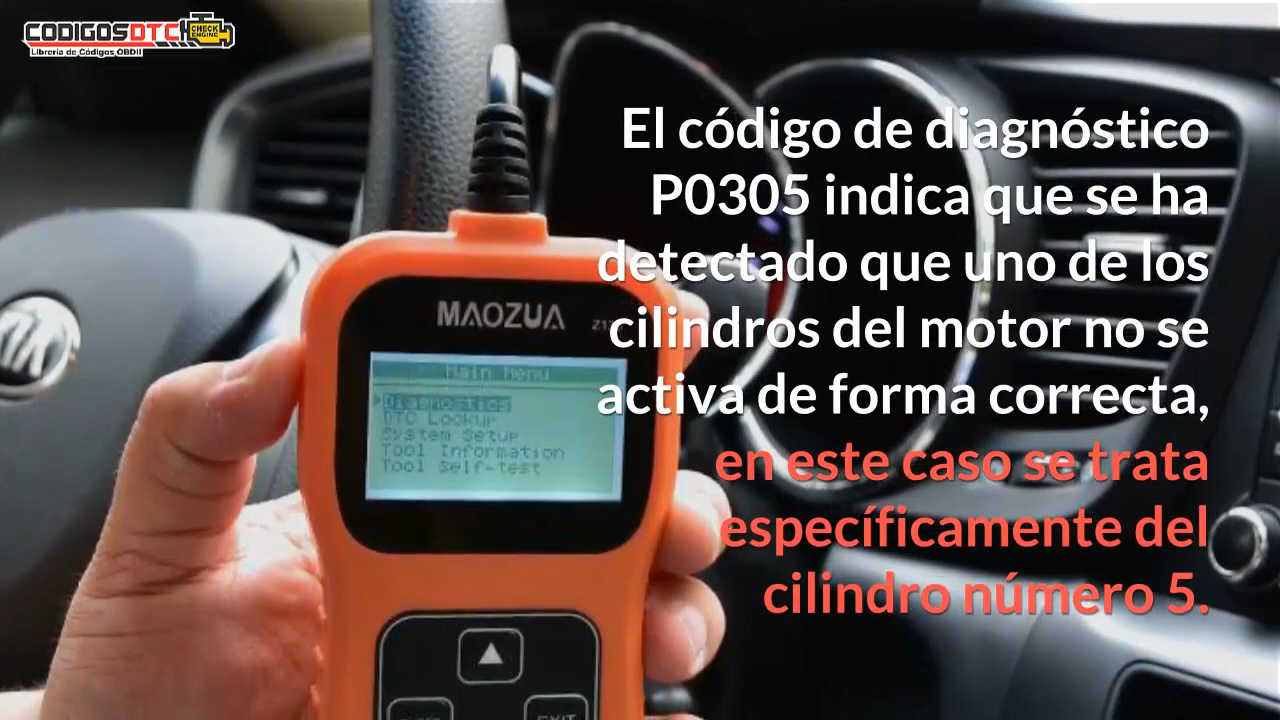 CODIGOSDTC
CHECK
ENGINE
Librería de Códigos OBDII
El código de diagnóstico
P0305 indica que se ha
detectado que uno de los
cilindros del motor no se
activa de forma correcta,
en este caso se trata
específicamente del
cilindro número 5.
MAOZUA
Main Menu
Diagnostics
DTC Lookup
System Setup
Tool Information
Tool Self-test
EXIT